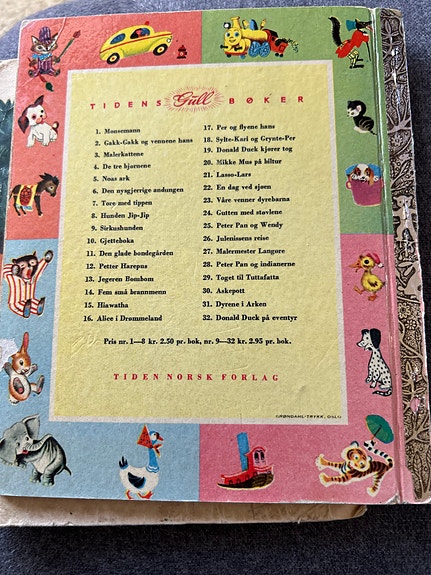 TIDENS Gull BØKER
1. Monsemann
2. Gakk-Gakk og vennene hans
3. Malerkattene
4. De tre bjørnene
5. Noas ark
6. Den nysgjerrige andungen
7. Tore med tippen
8. Hunden Jip-Jip
9. Sirkushunden
10. Gjetteboka
11. Den glade bondegården
12. Petter Harepus
13. Jegeren Bombom
14. Fem små brannmenn
15. Hiawatha
16. Alice i Drømmeland
17. Per og flyene hans
18. Sylte-Kari og Grynte-Per
19. Donald Duck kjører tog
20. Mikke Mus på biltur
21. Lasso-Lars
22. En dag ved sjøen
23. Våre venner dyrebarna
24. Gutten med støvlene
25. Peter Pan og Wendy
26. Julenissens reise
27. Malermester Langøre
28. Peter Pan og indianerne
29. Toget til Tuttafatta
30. Askepott
31. Dyrene i Arken
32. Donald Duck på eventyr
Pris nr. 1—8 kr. 2.50 pr. bok, nr. 9—32 kr. 2.95 pr. bok.
TIDEN NORSK FORLAG
GRØNDAHL-TRYKK, OSLO